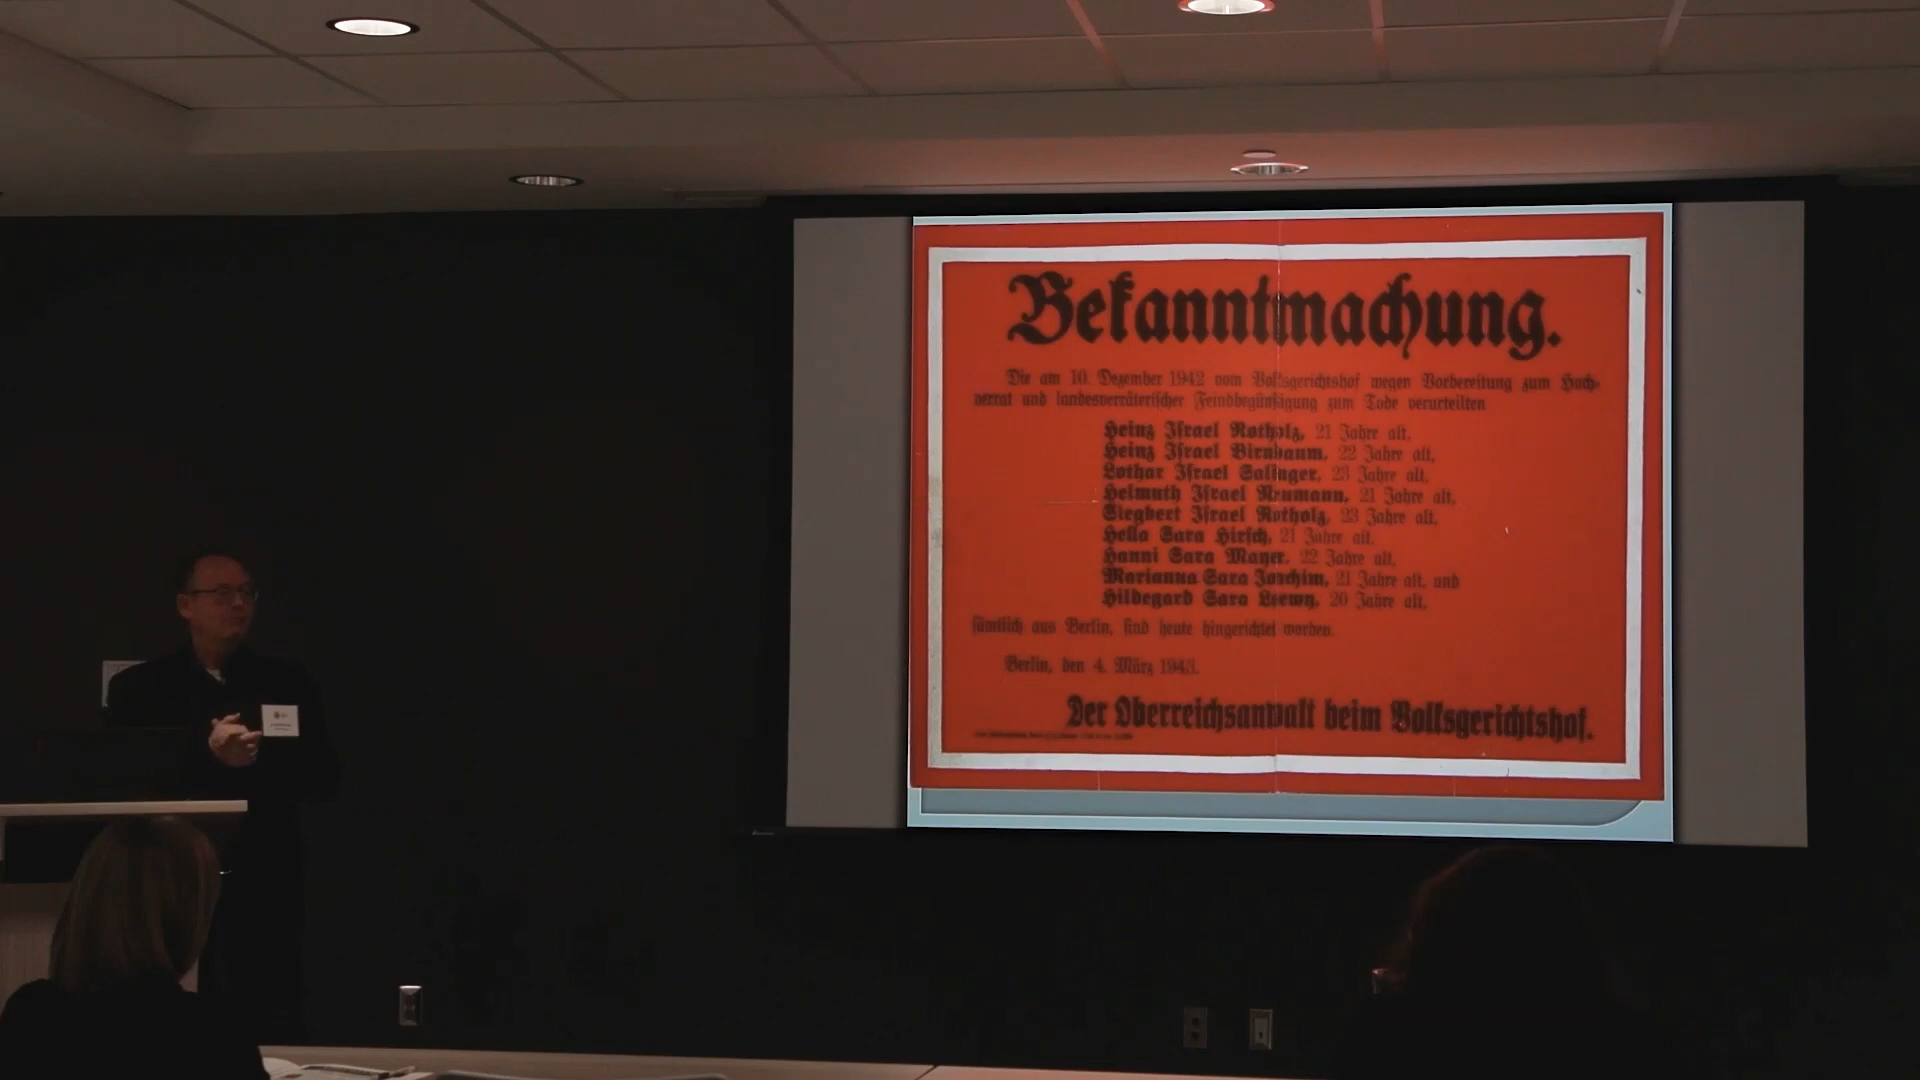 Bekanntmachung.
Die am 10. Dezember 1942 vom Volksgerichtshof wegen Vorbereitung zum Hoch-
verrat und landesverräterischer Feindbegünstigung zum Tode verurteilten
Heinz Israel Rotholz, 21 Jahre alt,
Heinz Israel Birnbaum, 22 Jahre alt,
Lothar Israel Salinger, 23 Jahre alt,
Helmuth Israel Neumann, 21 Jahre alt,
Siegbert Israel Rotholz, 23 Jahre alt,
Hella Sara Hirsch, 21 Jahre alt,
Hanni Sara Mayer, 22 Jahre alt,
Marianna Sara Joachim, 21 Jahre alt, und
Hildegard Sara Loewy, 20 Jahre alt,
sämtlich aus Berlin, sind heute hingerichtet worden.
Berlin, den 4. März 1943.
Der Oberreichsanwalt beim Volksgerichtshof.